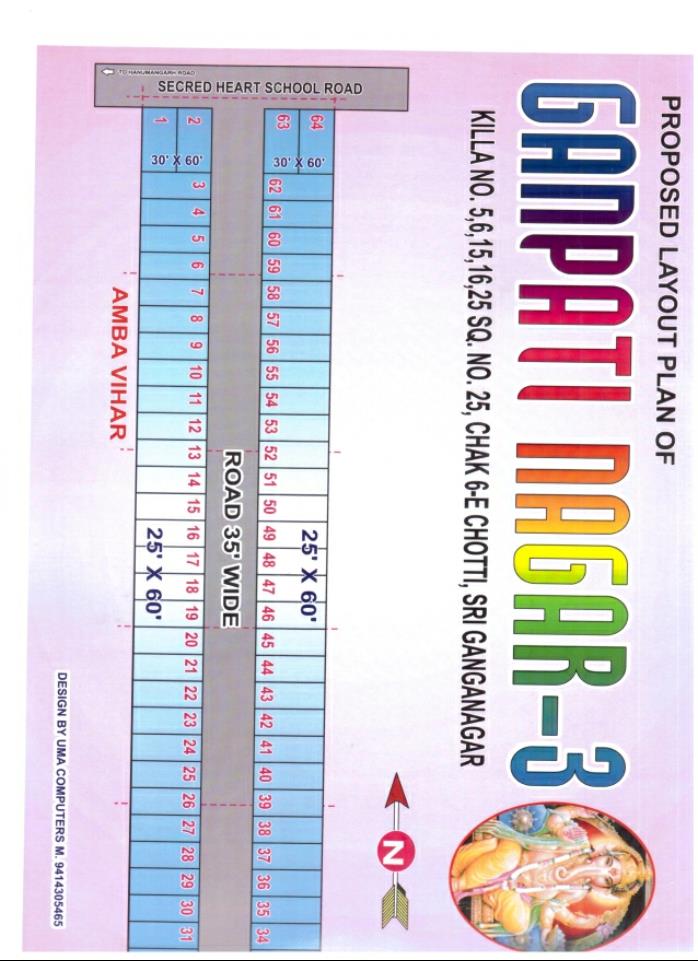 PROPOSED LAYOUT PLAN OF
GANPATI NAGAR-3
KILLA NO. 5,6,15,16,25 SQ. NO. 25, CHAK 6-E CHOTTI, SRI GANGANAGAR
TO HANUMANGARH ROAD
SECRED HEART SCHOOL ROAD
64
63
30' X 60'
62 61 60 59 58 57 56 55 54 53 52 51 50 49 48 47 46 45 44 43 42 41 40 39 38 37 36 35 34
25' X 60'
ROAD 35' WIDE
2
1
30' X 60'
3 4 5 6 7 8 9 10 11 12 13 14 15 16 17 18 19 20 21 22 23 24 25 26 27 28 29 30 31
25' X 60'
AMBA VIHAR
N
DESIGN BY UMA COMPUTERS M. 9414305465